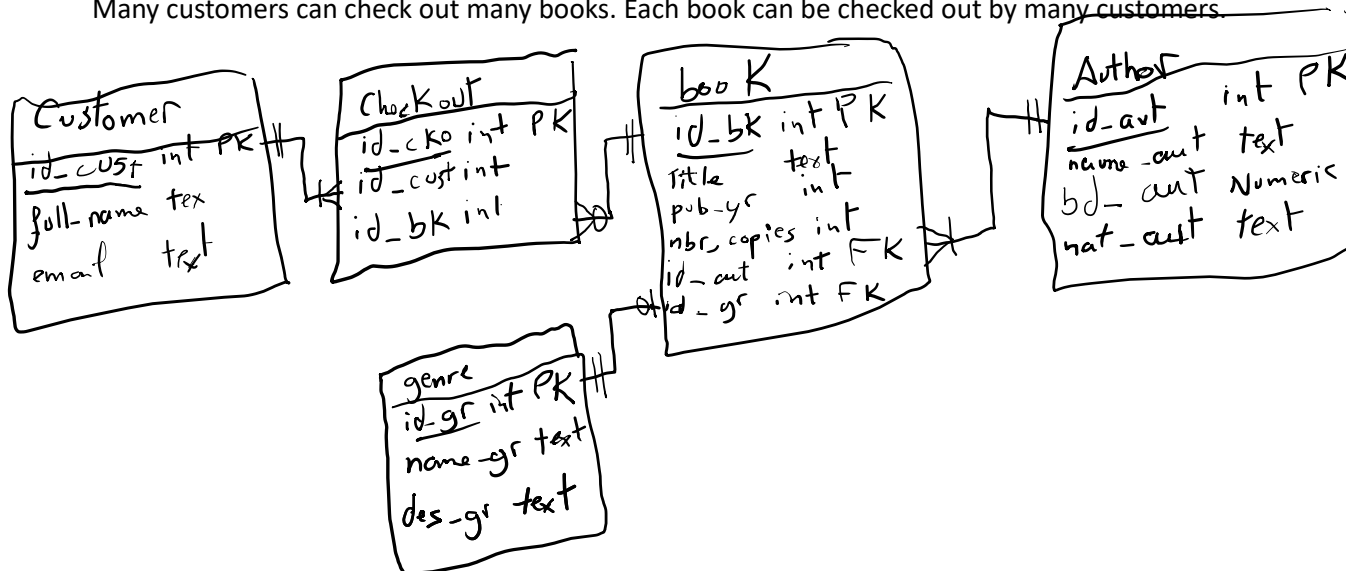 Many customers can check out many books. Each book can be checked out by many customers.
Customer
id_cust int PK
full_name tex
email text
Checkout
id_cko int PK
id_cust int
id_bk int
book
id_bk int PK
Title text
pub-yr int
nbr_copies int
id_aut int FK
id_gr int FK
Author
id_aut int PK
name_aut text
bd_aut Numeric
nat_aut text
genre
id_gr int PK
name_gr text
des_gr text